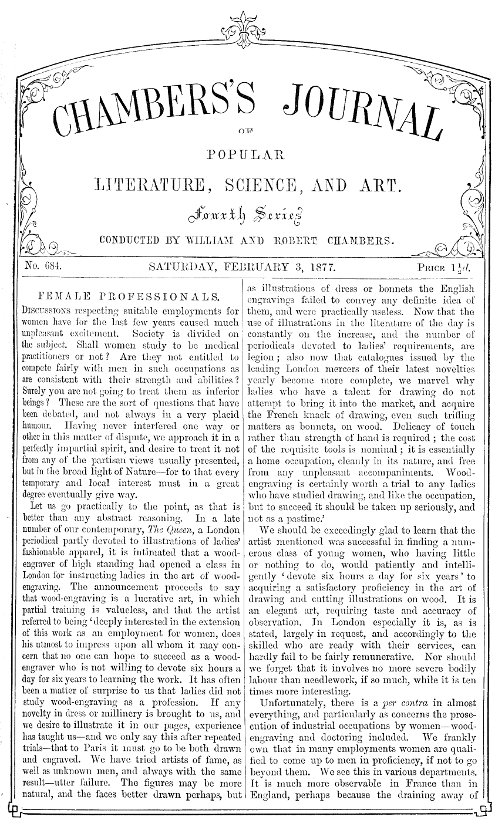 CHAMBERS'S JOURNAL
OF
POPULAR
LITERATURE, SCIENCE, AND ART.
Fourth Series
CONDUCTED BY WILLIAM AND ROBERT CHAMBERS.
No. 684. SATURDAY, FEBRUARY 3, 1877. PRICE 1½d.
FEMALE PROFESSIONALS.
DISCUSSIONS respecting suitable employments for
women have for the last few years caused much
unpleasant excitement. Society is divided on
the subject. Shall women study to be medical
practitioners or not? Are they not entitled to
compete fairly with men in such occupations as
are consistent with their strength and abilities?
Surely you are not going to treat them as inferior
beings? These are the sort of questions that have
been debated, and not always in a very placid
humour. Having never interfered one way or
other in this matter of dispute, we approach it in a
perfectly impartial spirit, and desire to treat it not
from any of the partisan views usually presented,
but in the broad light of Nature—for to that every
temporary and local interest must in a great
degree eventually give way.
Let us go practically to the point, as that is
better than any abstract reasoning. In a late
number of our contemporary, The Queen, a London
periodical partly devoted to illustrations of ladies'
fashionable apparel, it is intimated that a wood-
engraver of high standing had opened a class in
London for instructing ladies in the art of wood-
engraving. The announcement proceeds to say
that wood-engraving is a lucrative art, in which
partial training is valueless, and that the artist
referred to being 'deeply interested in the extension
of this work as an employment for women, does
his utmost to impress upon all whom it may con-
cern that no one can hope to succeed as a wood-
engraver who is not willing to devote six hours a
day for six years to learning the work. It has often
been a matter of surprise to us that ladies did not
study wood-engraving as a profession. If any
novelty in dress or millinery is brought to us, and
we desire to illustrate it in our pages, experience
has taught us—and we only say this after repeated
trials—that to Paris it must go to be both drawn
and engraved. We have tried artists of fame, as
well as unknown men, and always with the same
result—utter failure. The figures may be more
natural, and the faces better drawn perhaps, but
as illustrations of dress or bonnets the English
engravings failed to convey any definite idea of
them, and were practically useless. Now that the
use of illustrations in the literature of the day is
constantly on the increase, and the number of
periodicals devoted to ladies' requirements, are
legion; also now that catalogues issued by the
leading London mercers of their latest novelties
yearly become more complete, we marvel why
ladies who have a talent for drawing do not
attempt to bring it into the market, and acquire
the French knack of drawing, even such trifling
matters as bonnets, on wood. Delicacy of touch
rather than strength of hand is required; the cost
of the requisite tools is nominal; it is essentially
a home occupation, cleanly in its nature, and free
from any unpleasant accompaniments. Wood-
engraving is certainly worth a trial to any ladies
who have studied drawing, and like the occupation,
but to succeed it should be taken up seriously, and
not as a pastime.'
We should be exceedingly glad to learn that the
artist mentioned was successful in finding a num-
erous class of young women, who having little
or nothing to do, would patiently and intelli-
gently 'devote six hours a day for six years' to
acquiring a satisfactory proficiency in the art of
drawing and cutting illustrations on wood. It is
an elegant art, requiring taste and accuracy of
observation. In London especially it is, as is
stated, largely in request, and accordingly to the
skilled who are ready with their services, can
hardly fail to be fairly remunerative. Nor should
we forget that it involves no more severe bodily
labour than needlework, if so much, while it is ten
times more interesting.
Unfortunately, there is a per contra in almost
everything, and particularly as concerns the prose-
cution of industrial occupations by women—wood-
engraving and doctoring included. We frankly
own that in many employments women are quali-
fied to come up to men in proficiency, if not to go
beyond them. We see this in various departments.
It is much more observable in France than in
England, perhaps because the draining away of